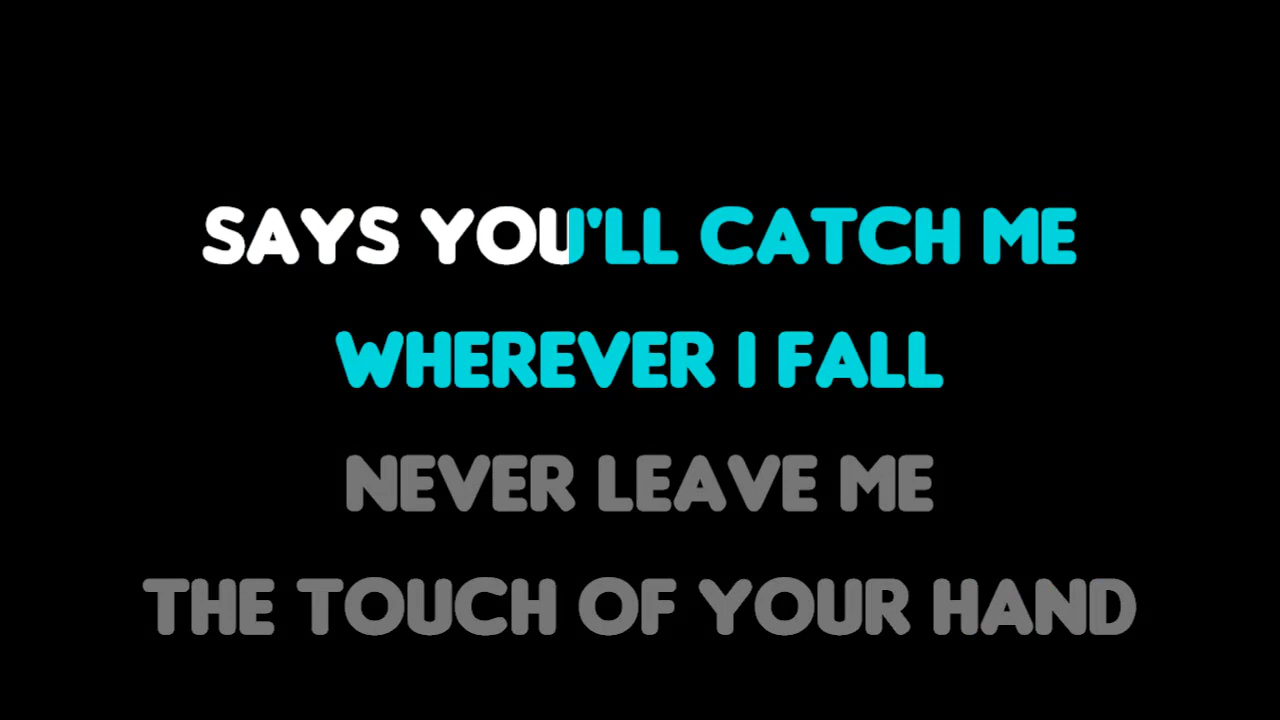 SAYS YOU'LL CATCH ME
WHEREVER I FALL
NEVER LEAVE ME
THE TOUCH OF YOUR HAND